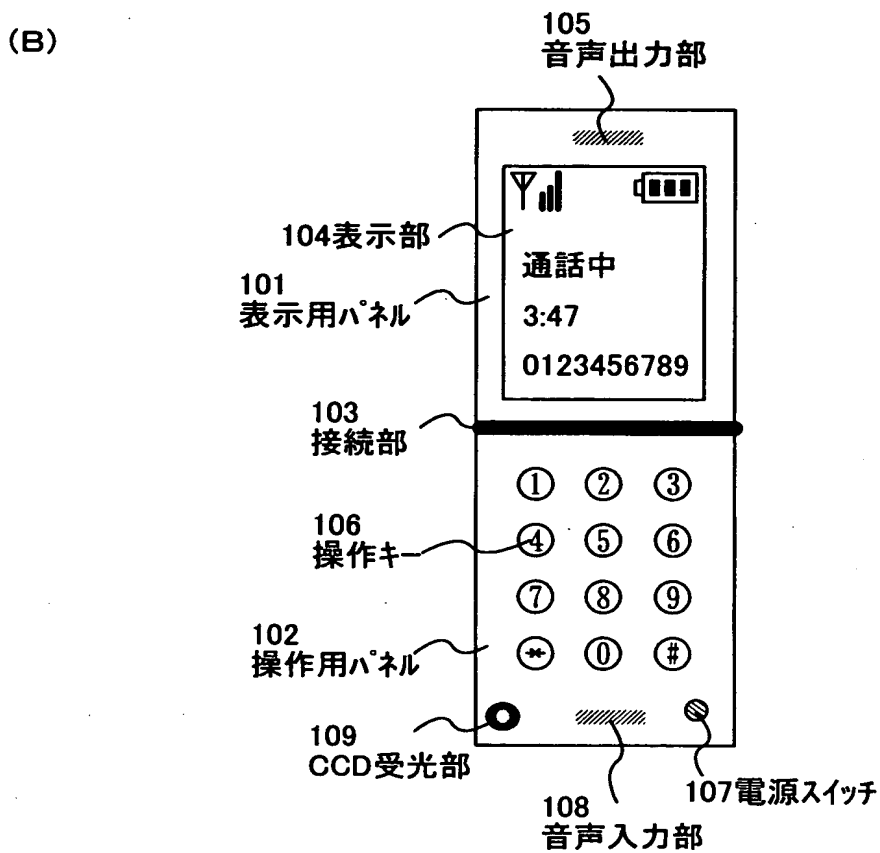 (B)
105
音声出力部
104表示部
通話中
101
表示用パネル
3:47
0123456789
103
接続部
1 2 3
106
操作キー
4 5 6
7 8 9
102
操作用パネル
* 0 #
109
CCD受光部
107電源スイッチ
108
音声入力部